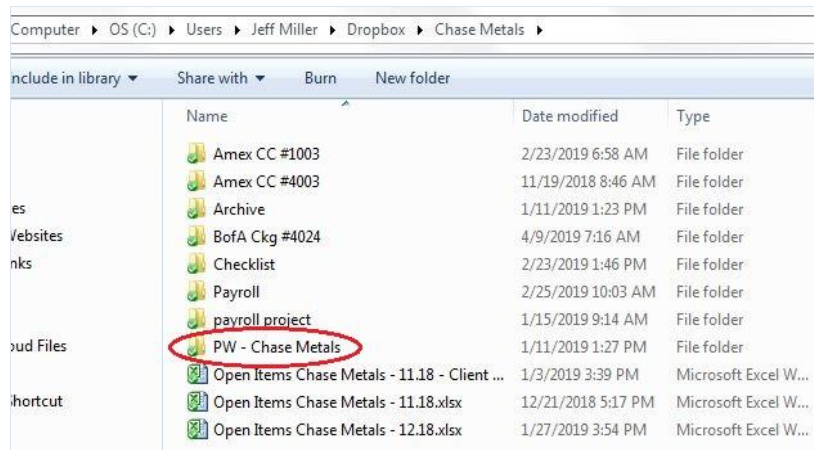 Computer ▸ OS (C:) ▸ Users ▸ Jeff Miller ▸ Dropbox ▸ Chase Metals ▸
nclude in library ▾ Share with ▾ Burn New folder
Name Date modified Type
Amex CC #1003 2/23/2019 6:58 AM File folder
Amex CC #4003 11/19/2018 8:46 AM File folder
es Archive 1/11/2019 1:23 PM File folder
Websites BofA Ckg #4024 4/9/2019 7:16 AM File folder
nks Checklist 2/23/2019 1:46 PM File folder
Payroll 2/25/2019 10:03 AM File folder
payroll project 1/15/2019 9:14 AM File folder
oud Files PW - Chase Metals 1/11/2019 1:27 PM File folder
Open Items Chase Metals - 11.18 - Client ... 1/3/2019 3:39 PM Microsoft Excel W...
Shortcut Open Items Chase Metals - 11.18.xlsx 12/21/2018 5:17 PM Microsoft Excel W...
Open Items Chase Metals - 12.18.xlsx 1/27/2019 3:54 PM Microsoft Excel W...